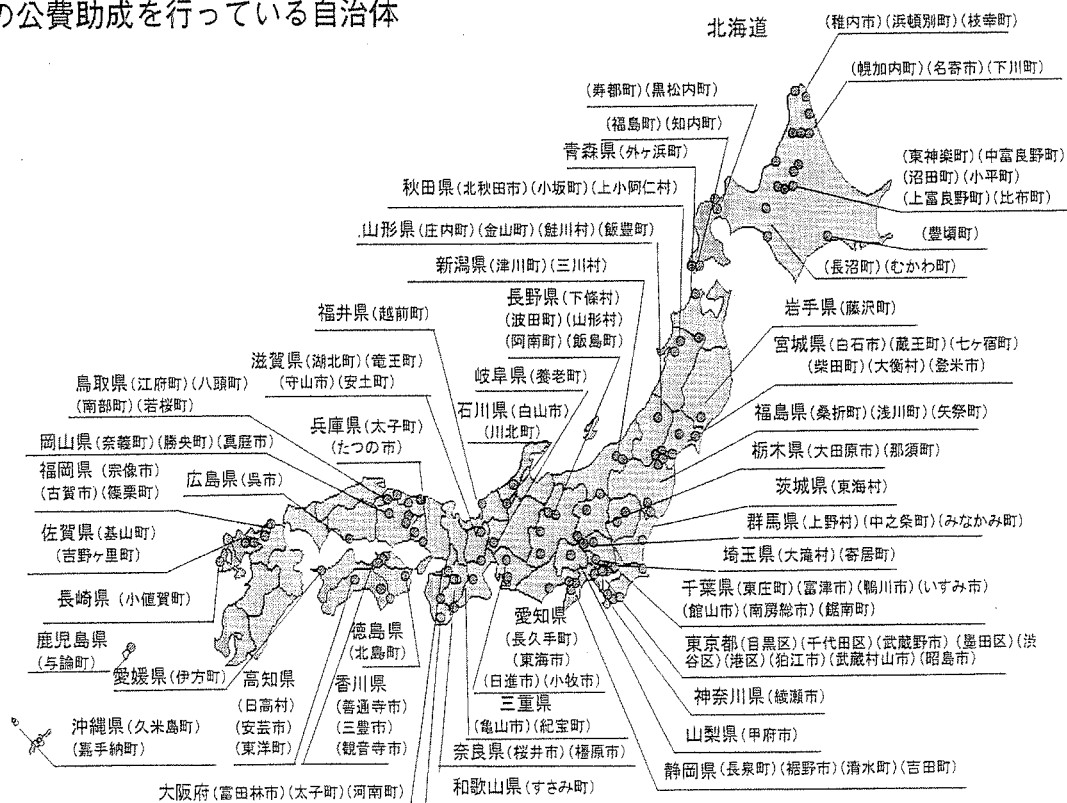 の公費助成を行っている自治体
北海道
(稚内市)(浜頓別町)(枝幸町)
(幌加内町)(名寄市)(下川町)
(寿都町)(黒松内町)
(福島町)(知内町)
青森県(外ヶ浜町)
(東神楽町)(中富良野町)
(沼田町)(小平町)
(上富良野町)(比布町)
秋田県(北秋田市)(小坂町)(上小阿仁村)
山形県(庄内町)(金山町)(鮭川村)(飯豊町)
(豊頃町)
新潟県(津川町)(三川村)
(長沼町)(むかわ町)
長野県(下條村)
(波田町)(山形村)
(阿南町)(飯島町)
福井県(越前町)
岩手県(藤沢町)
宮城県(白石市)(蔵王町)(七ヶ宿町)
(柴田町)(大衡村)(登米市)
滋賀県(湖北町)(竜王町)
(守山市)(安土町)
岐阜県(養老町)
鳥取県(江府町)(八頭町)
(南部町)(若桜町)
石川県(白山市)
(川北町)
福島県(桑折町)(浅川町)(矢祭町)
兵庫県(太子町)
(たつの市)
岡山県(奈義町)(勝央町)(真庭市)
栃木県(大田原市)(那須町)
福岡県(宗像市)
(古賀市)(篠栗町)
広島県(呉市)
茨城県(東海村)
群馬県(上野村)(中之条町)(みなかみ町)
佐賀県(基山町)
(吉野ヶ里町)
埼玉県(大滝村)(寄居町)
千葉県(東庄町)(富津市)(鴨川市)(いすみ市)
(館山市)(南房総市)(鋸南町)
長崎県(小値賀町)
愛知県
(長久手町)
(東海市)
(日進市)(小牧市)
徳島県
(北島町)
鹿児島県
(与論町)
東京都(目黒区)(千代田区)(武蔵野市)(墨田区)(渋
谷区)(港区)(狛江市)(武蔵村山市)(昭島市)
愛媛県(伊方町)
高知県
(日高村)
(安芸市)
(東洋町)
香川県
(善通寺市)
(三豊市)
(観音寺市)
神奈川県(綾瀬市)
三重県
(亀山市)(紀宝町)
沖縄県(久米島町)
(嘉手納町)
山梨県(甲府市)
奈良県(桜井市)(橿原市)
静岡県(長泉町)(裾野市)(清水町)(吉田町)
大阪府(富田林市)(太子町)(河南町)
和歌山県(すさみ町)